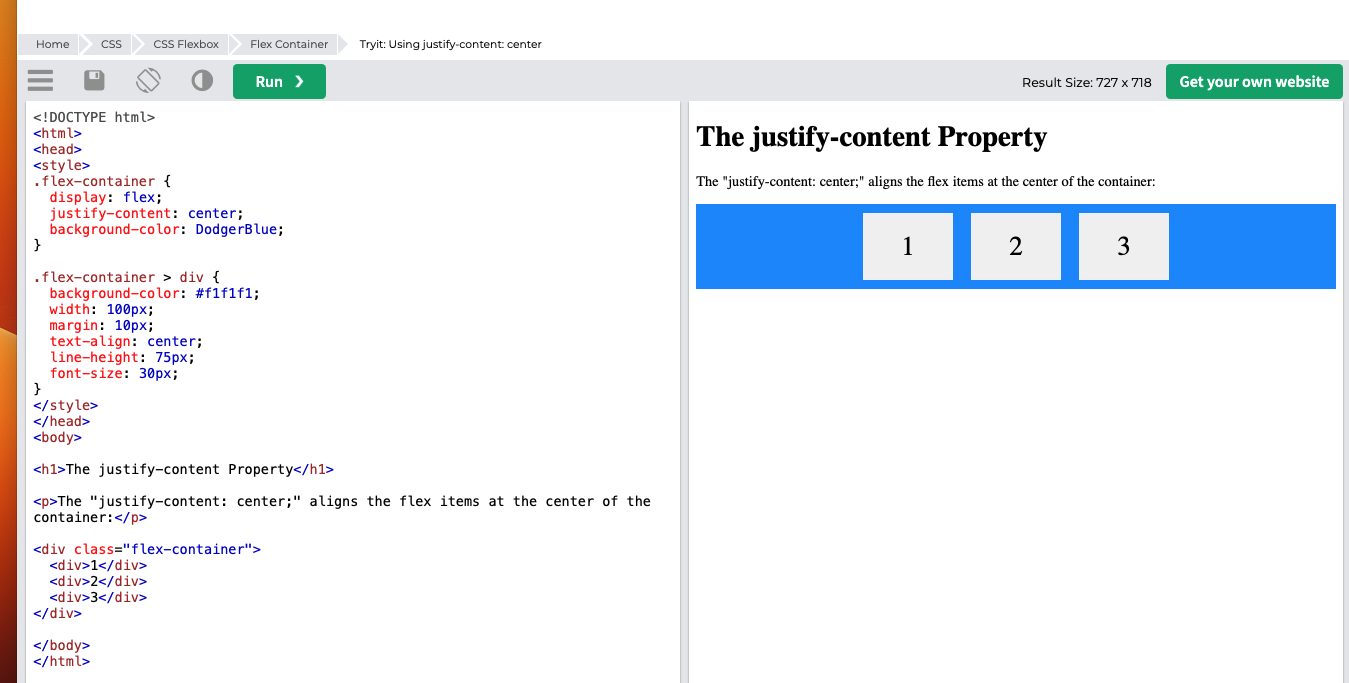 Home CSS CSS Flexbox Flex Container Tryit: Using justify-content: center
Run ❯ Result Size: 727 x 718 Get your own website
<!DOCTYPE html>
<html>
<head>
<style>
.flex-container {
  display: flex;
  justify-content: center;
  background-color: DodgerBlue;
}
.flex-container > div {
  background-color: #f1f1f1;
  width: 100px;
  margin: 10px;
  text-align: center;
  line-height: 75px;
  font-size: 30px;
}
</style>
</head>
<body>
<h1>The justify-content Property</h1>
<p>The "justify-content: center;" aligns the flex items at the center of the
container:</p>
<div class="flex-container">
  <div>1</div>
  <div>2</div>
  <div>3</div>
</div>
</body>
</html>
The justify-content Property
The "justify-content: center;" aligns the flex items at the center of the container:
1 2 3